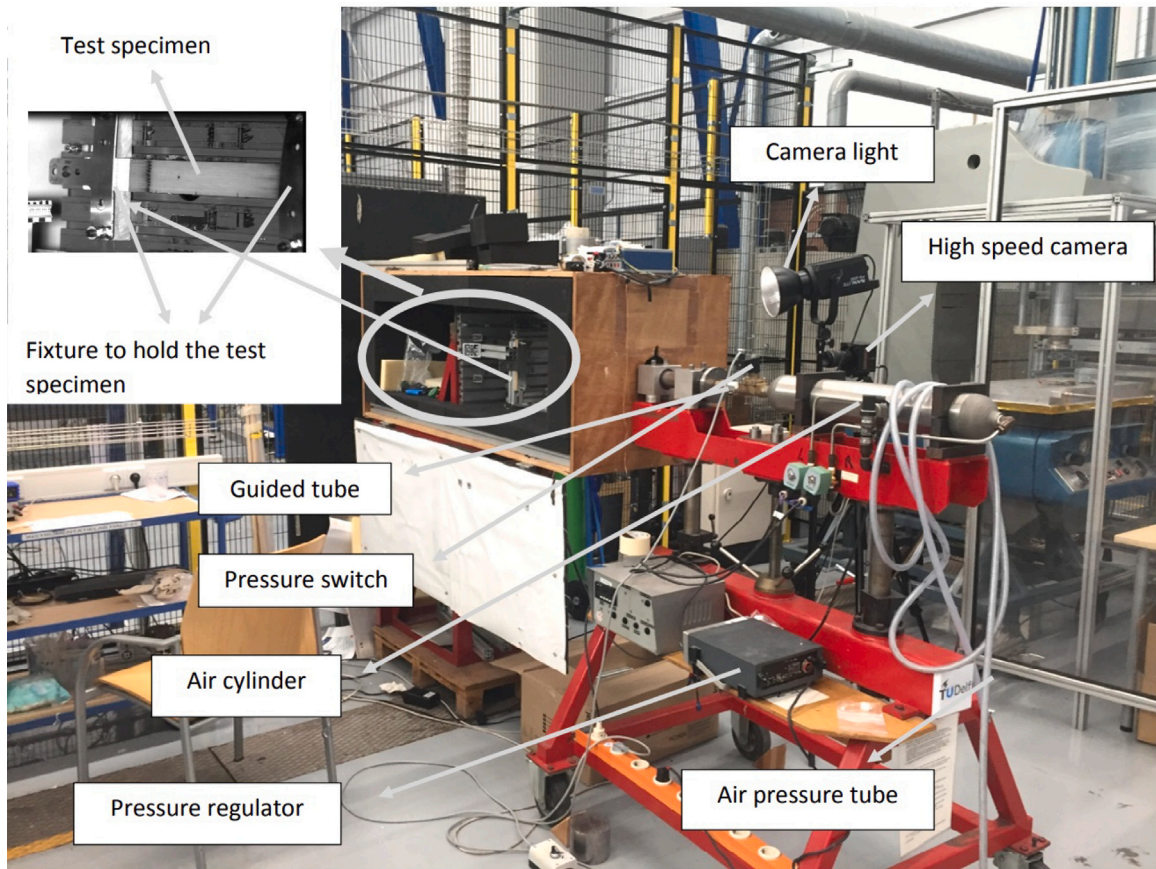 Test specimen
Camera light
High speed camera
Fixture to hold the test
specimen
Guided tube
Pressure switch
Air cylinder
Pressure regulator
Air pressure tube
TUDelft